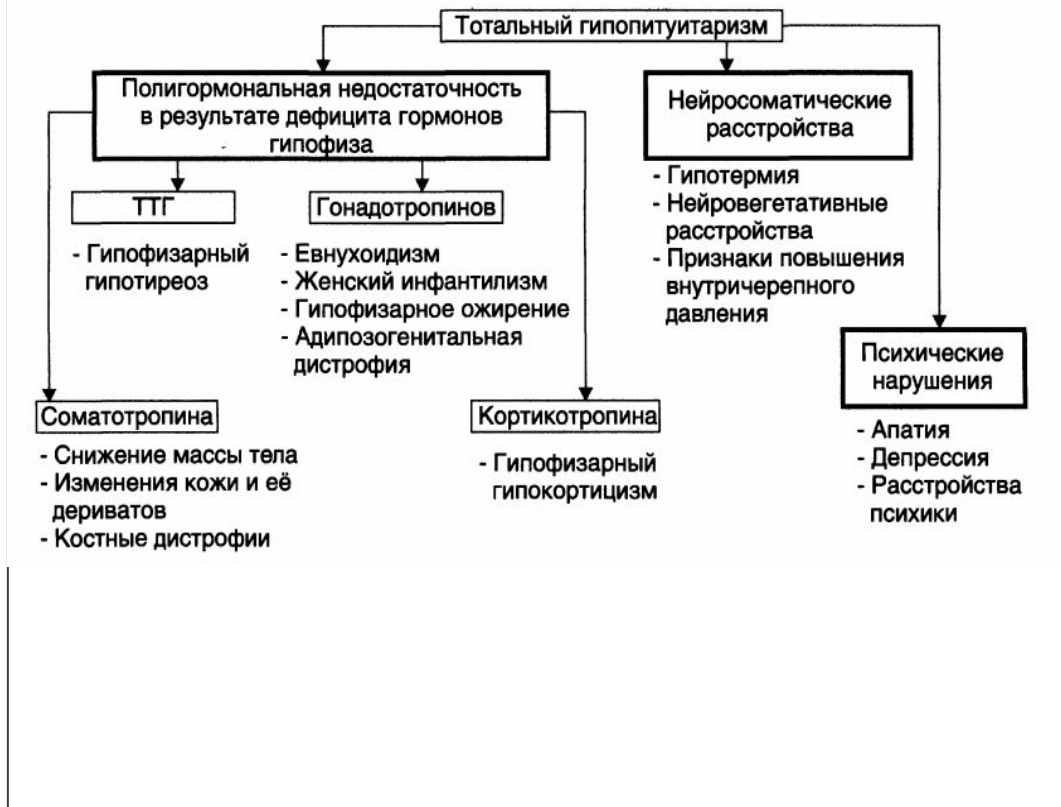 Тотальный гипопитуитаризм
Полигормональная недостаточность
в результате дефицита гормонов
гипофиза
Нейросоматические
расстройства
- Гипотермия
- Нейровегетативные
расстройства
- Признаки повышения
внутричерепного
давления
ТТГ
- Гипофизарный
гипотиреоз
Гонадотропинов
- Евнухоидизм
- Женский инфантилизм
- Гипофизарное ожирение
- Адипозогенитальная
дистрофия
Психические
нарушения
- Апатия
- Депрессия
- Расстройства
психики
Соматотропина
- Снижение массы тела
- Изменения кожи и её
дериватов
- Костные дистрофии
Кортикотропина
- Гипофизарный
гипокортицизм